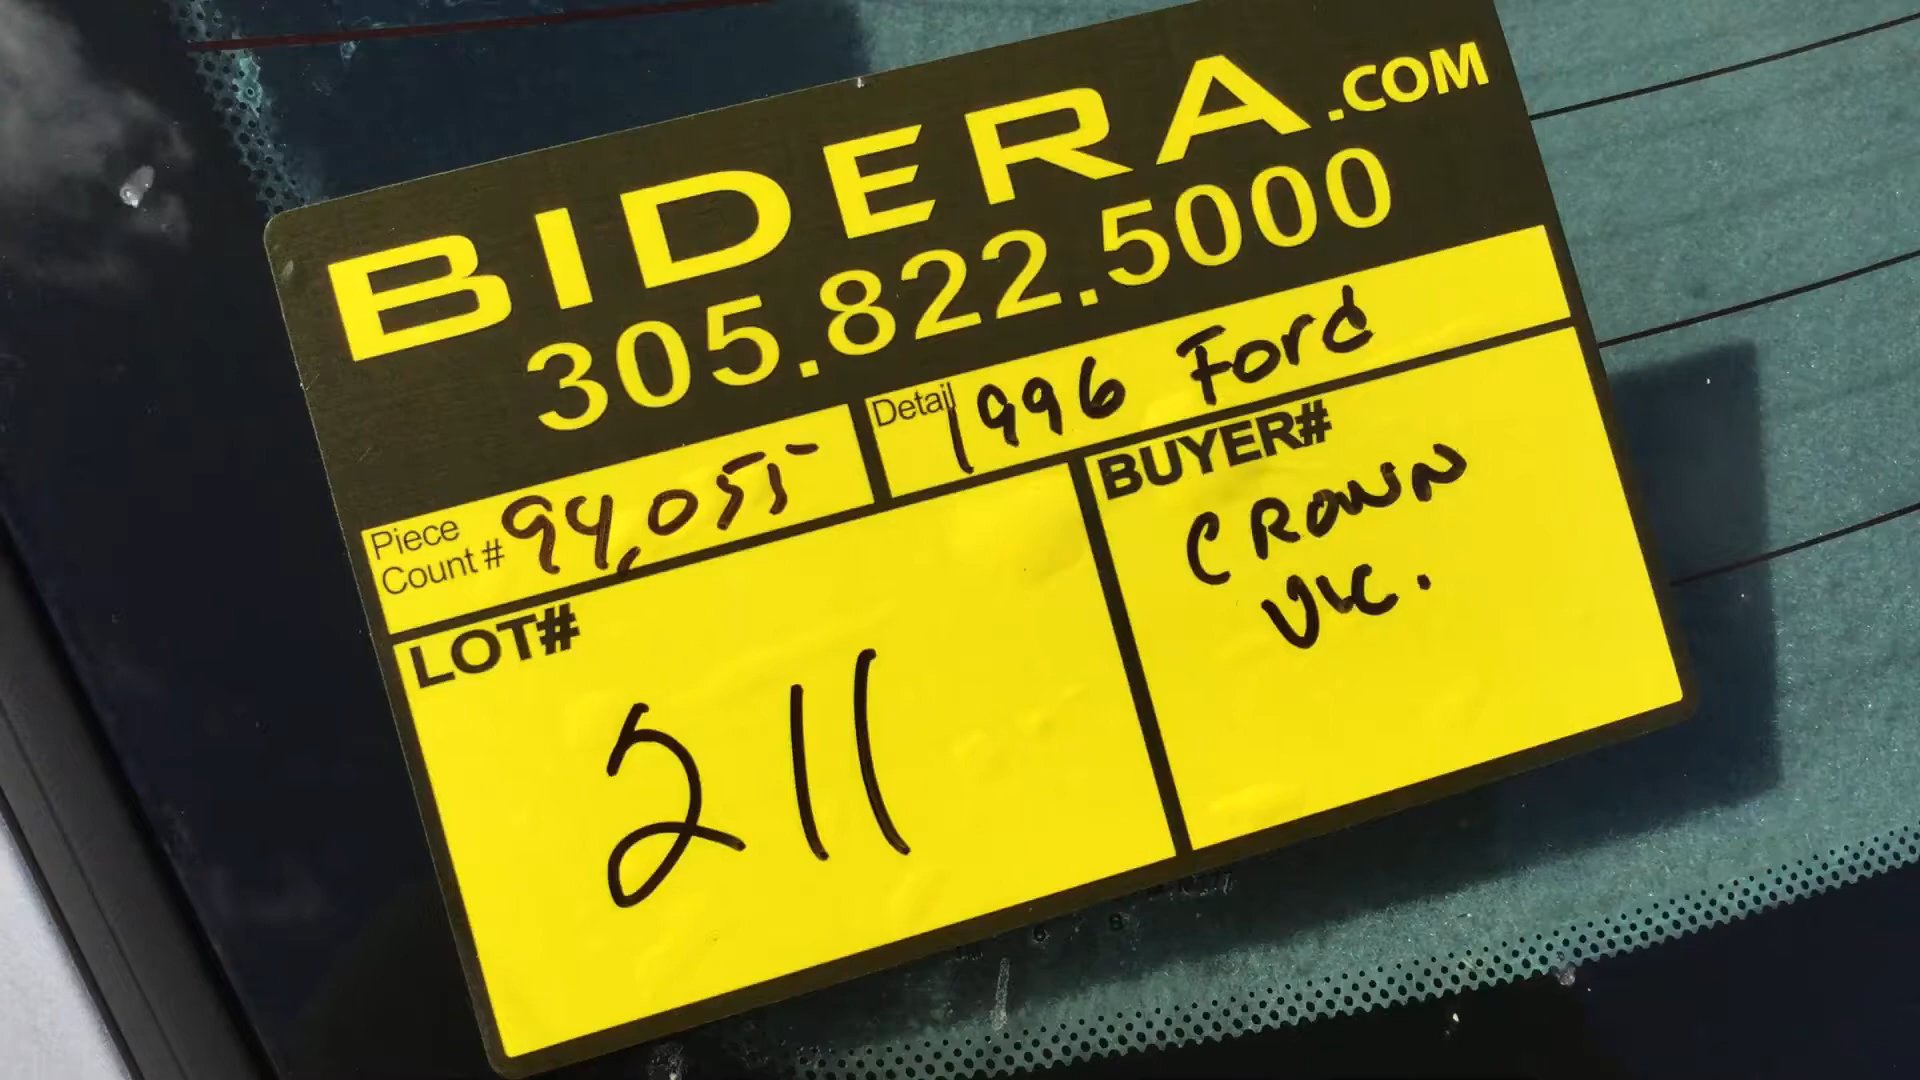 BIDERA.COM
305.822.5000
Piece Count # 94,055
Detail 1996 Ford
LOT#
211
BUYER#
CROWN
VIC.